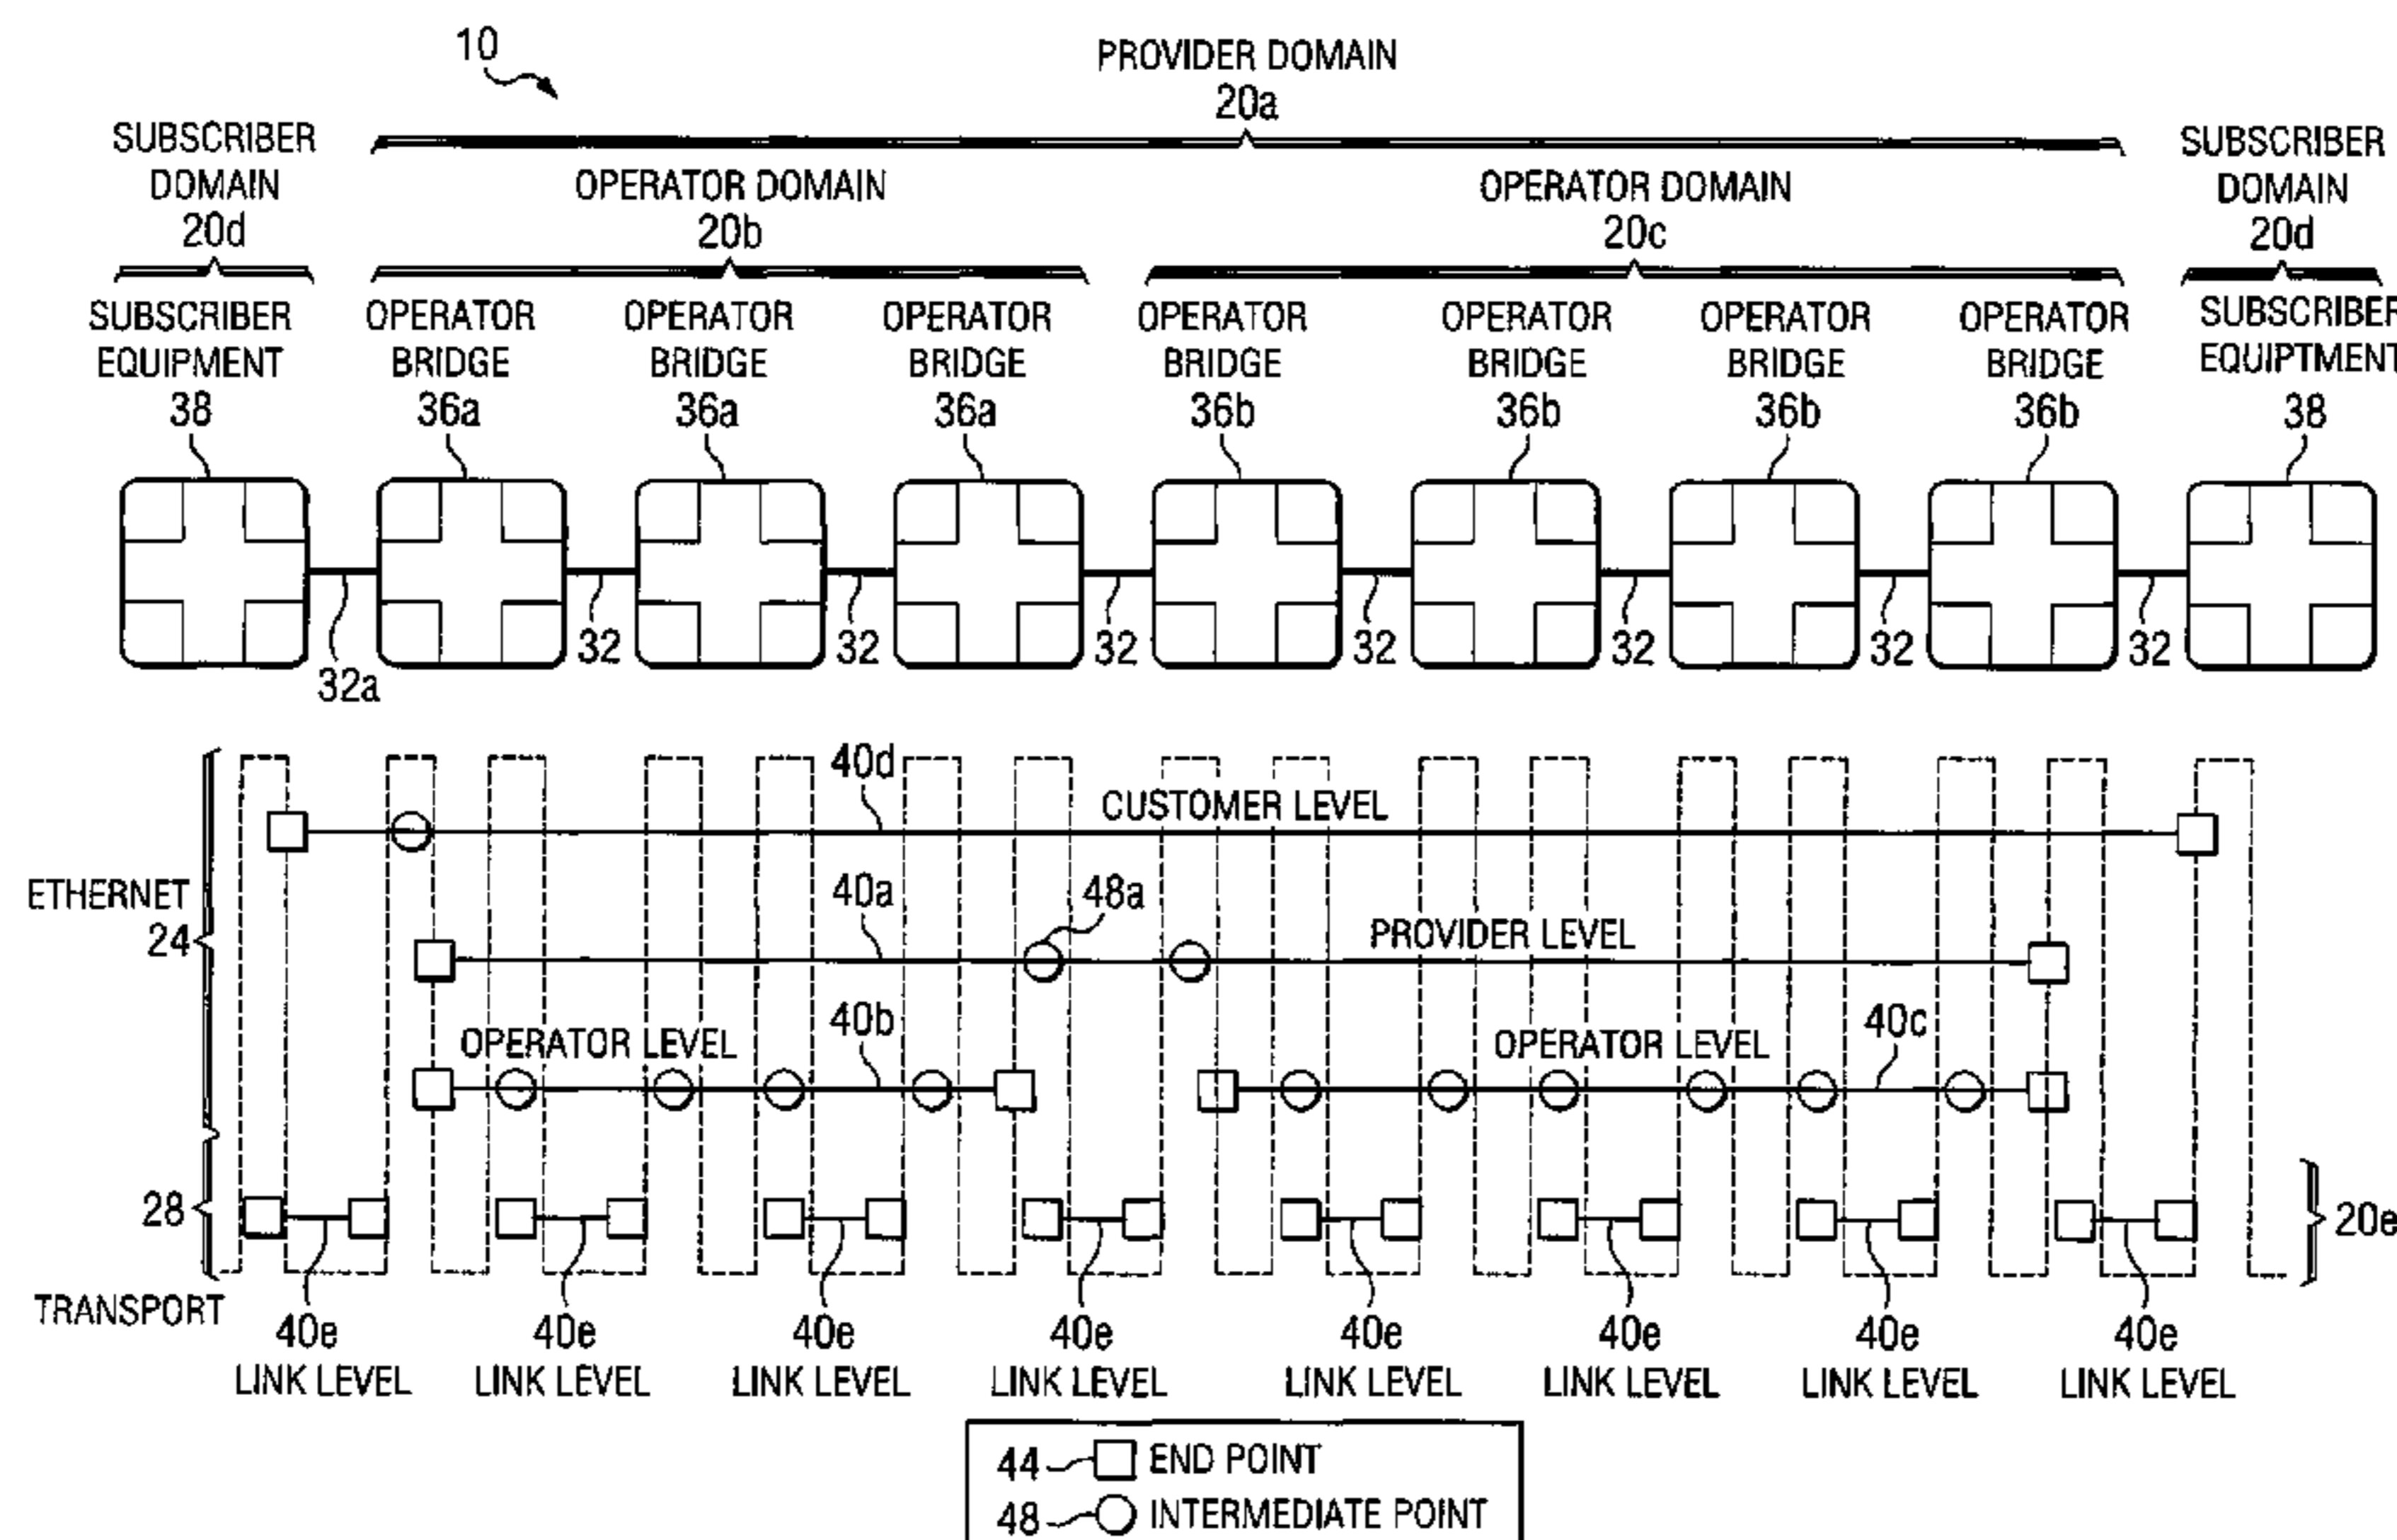 10
PROVIDER DOMAIN
20a
SUBSCRIBER DOMAIN 20d
OPERATOR DOMAIN 20b
OPERATOR DOMAIN 20c
SUBSCRIBER DOMAIN 20d
SUBSCRIBER EQUIPMENT 38
OPERATOR BRIDGE 36a
OPERATOR BRIDGE 36a
OPERATOR BRIDGE 36a
OPERATOR BRIDGE 36b
OPERATOR BRIDGE 36b
OPERATOR BRIDGE 36b
OPERATOR BRIDGE 36b
SUBSCRIBER EQUIPTMENT 38
32a
32
32
32
32
32
32
32
40d
CUSTOMER LEVEL
ETHERNET
24
40a
48a
PROVIDER LEVEL
OPERATOR LEVEL
40b
OPERATOR LEVEL
40c
28
20e
TRANSPORT
40e LINK LEVEL
40e LINK LEVEL
40e LINK LEVEL
40e LINK LEVEL
40e LINK LEVEL
40e LINK LEVEL
40e LINK LEVEL
40e LINK LEVEL
44 END POINT
48 INTERMEDIATE POINT